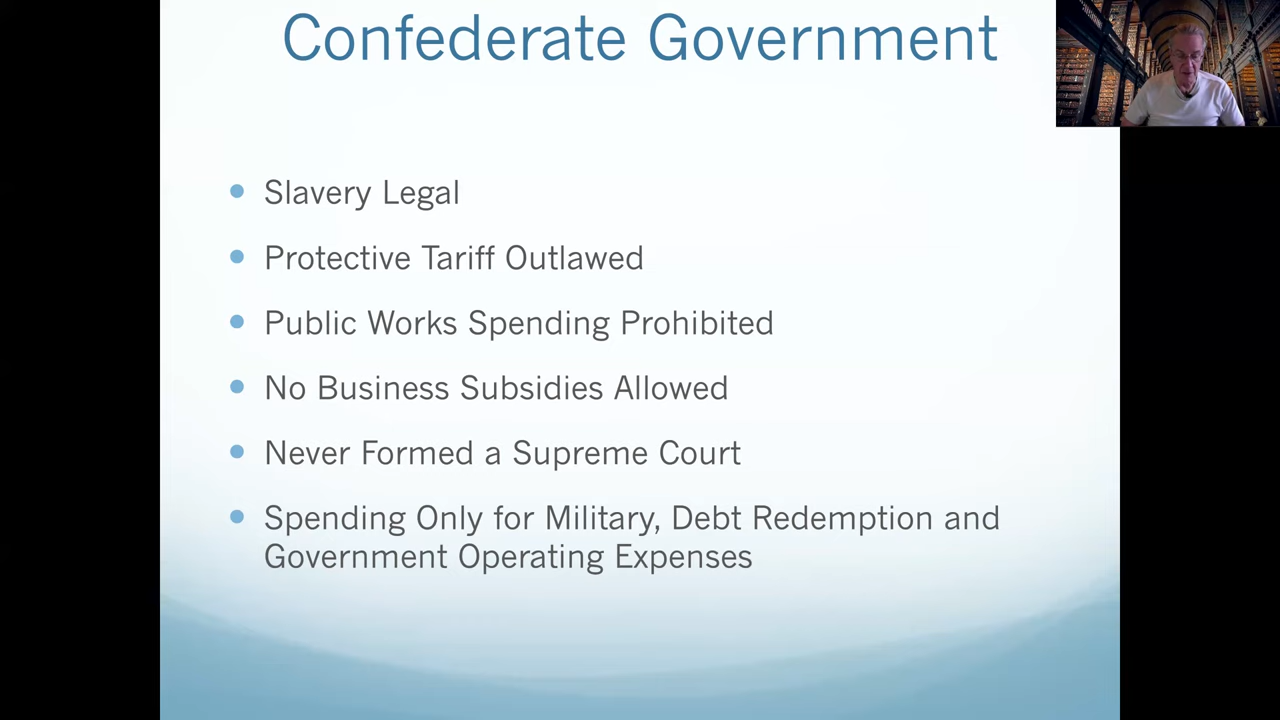 Confederate Government
Slavery Legal
Protective Tariff Outlawed
Public Works Spending Prohibited
No Business Subsidies Allowed
Never Formed a Supreme Court
Spending Only for Military, Debt Redemption and
Government Operating Expenses